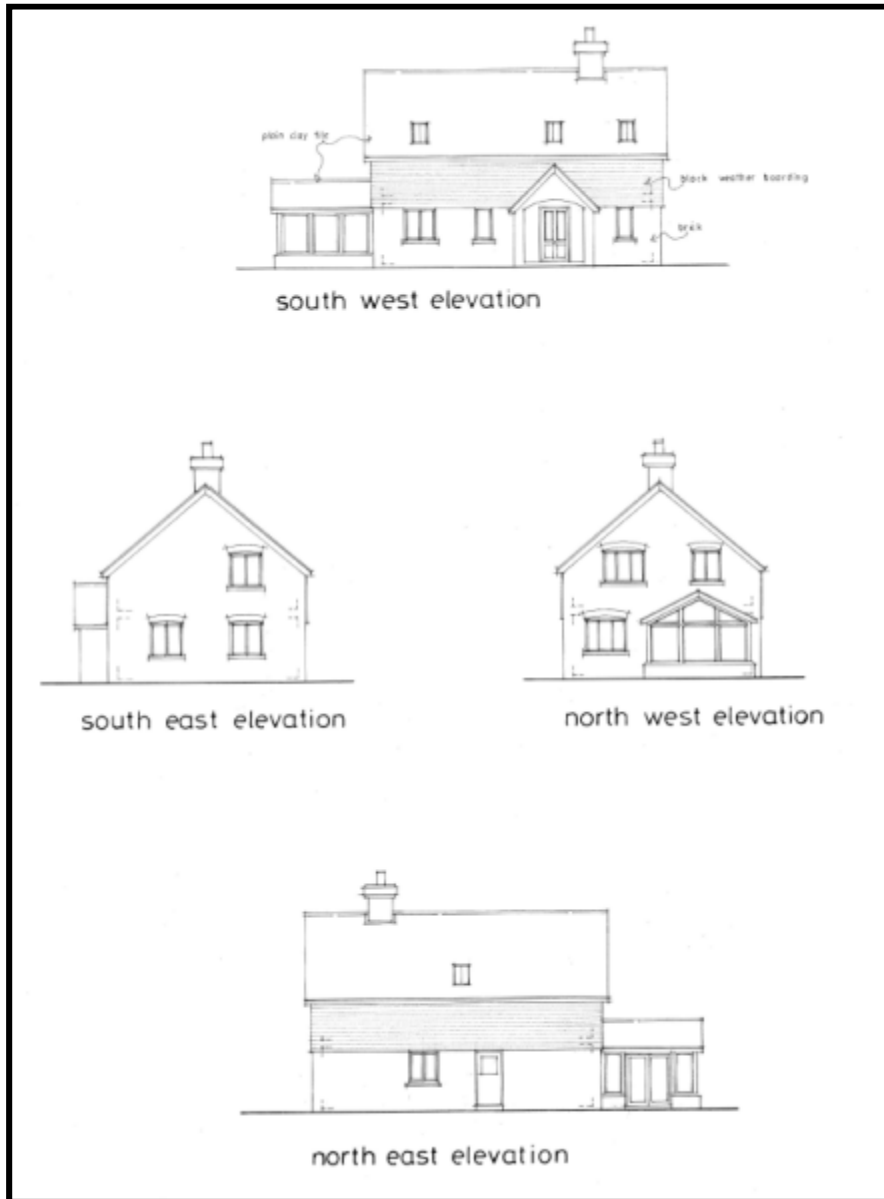 plain clay tile
black weather boarding
brick
south west elevation
south east elevation
north west elevation
north east elevation